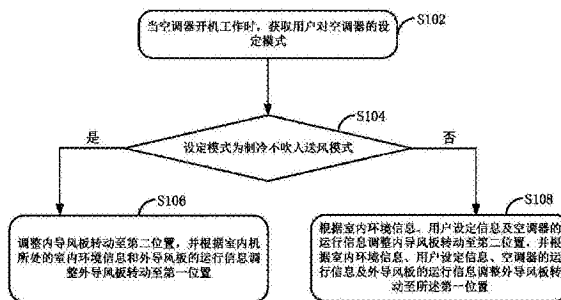 S102
当空调器开机工作时，获取用户对空调器的设
定模式
S104
是
设定模式为制冷不吹人送风模式
否
S106
调整内导风板转动至第二位置，并根据室内机
所处的室内环境信息和外导风板的运行信息调
整外导风板转动至第一位置
S108
根据室内环境信息、用户设定信息及空调器的
运行信息调整内导风板转动至第二位置，并根
据室内环境信息、用户设定信息、空调器的运
行信息及外导风板的运行信息调整外导风板转
动至所述第一位置